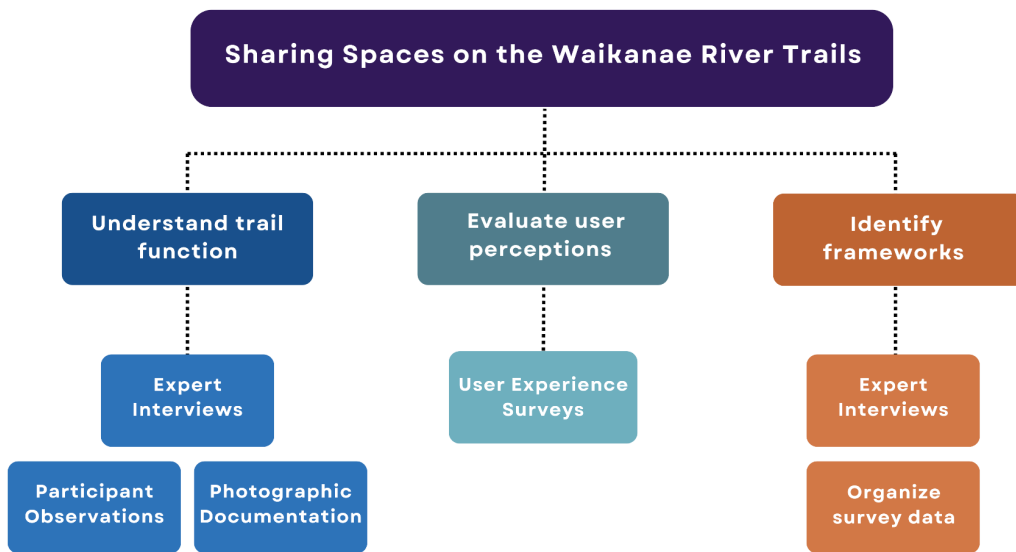 Sharing Spaces on the Waikanae River Trails
Understand trail
function
Evaluate user
perceptions
Identify
frameworks
Expert
Interviews
User Experience
Surveys
Expert
Interviews
Participant
Observations
Photographic
Documentation
Organize
survey data